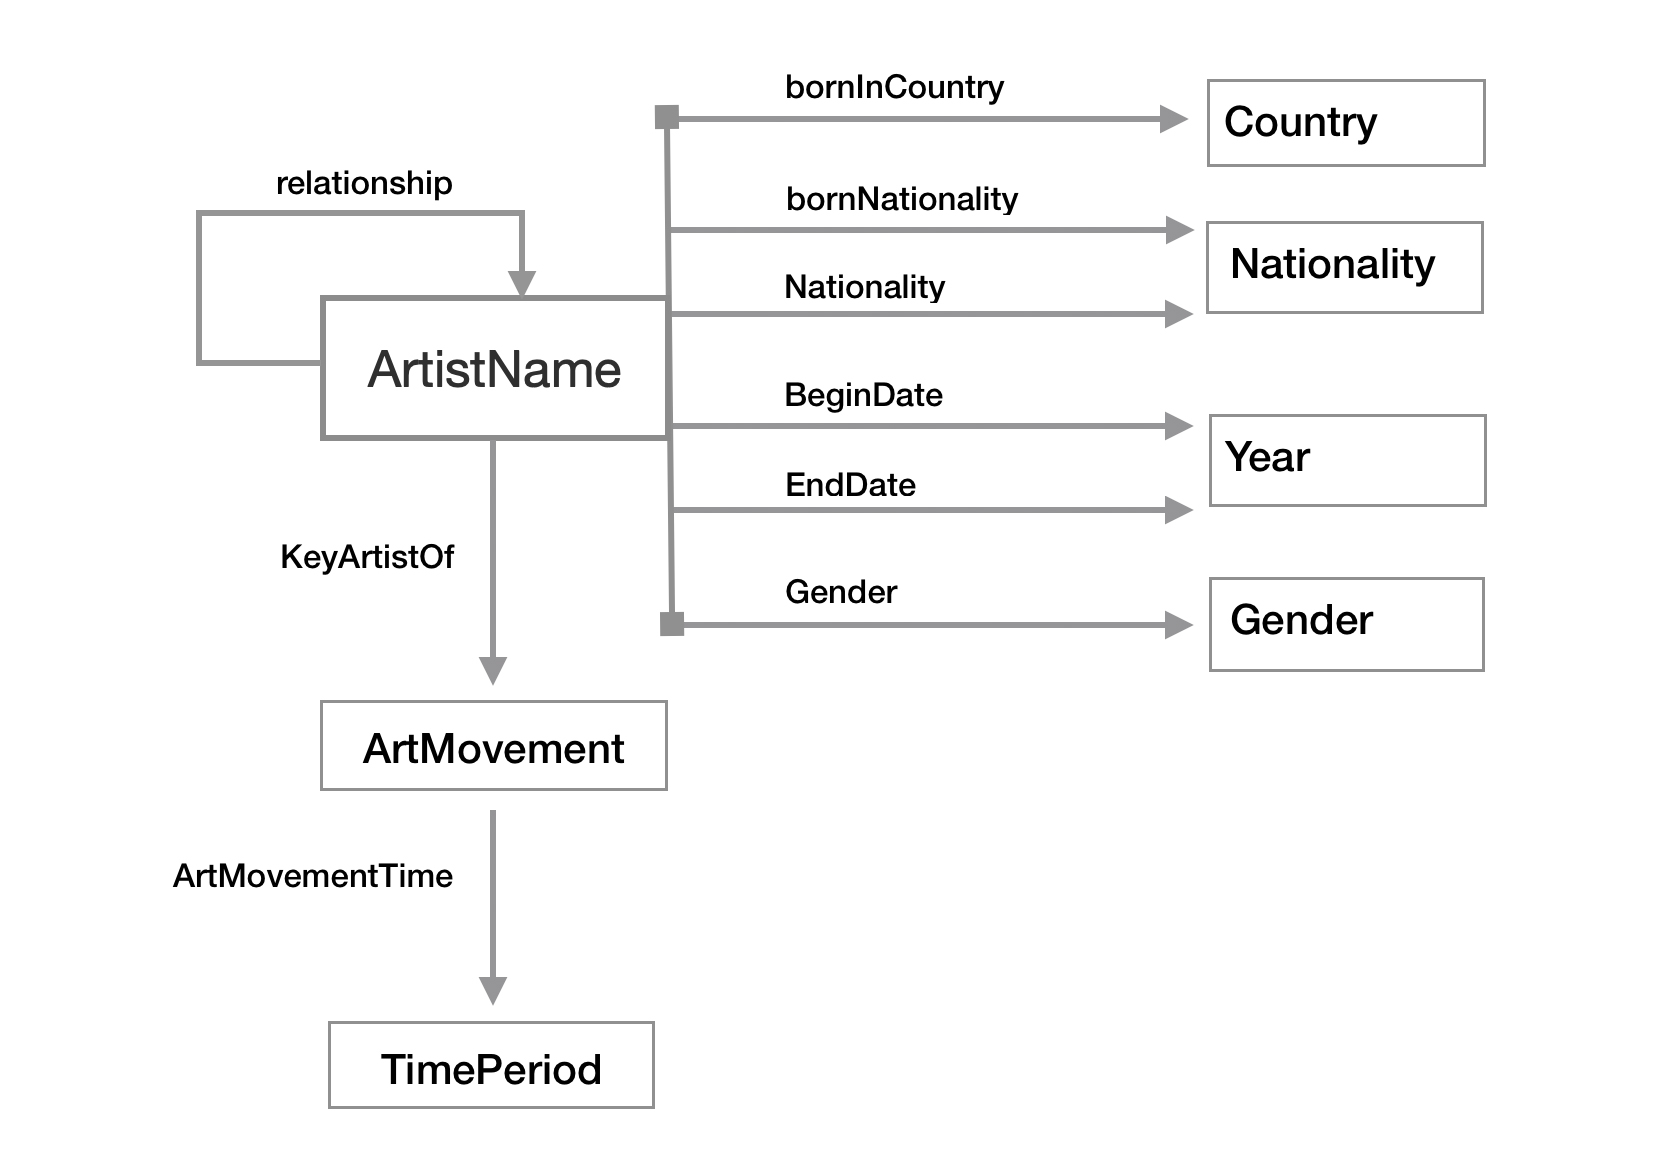 bornInCountry
Country
relationship
bornNationality
Nationality
Nationality
ArtistName
BeginDate
Year
EndDate
KeyArtistOf
Gender
Gender
ArtMovement
ArtMovementTime
TimePeriod